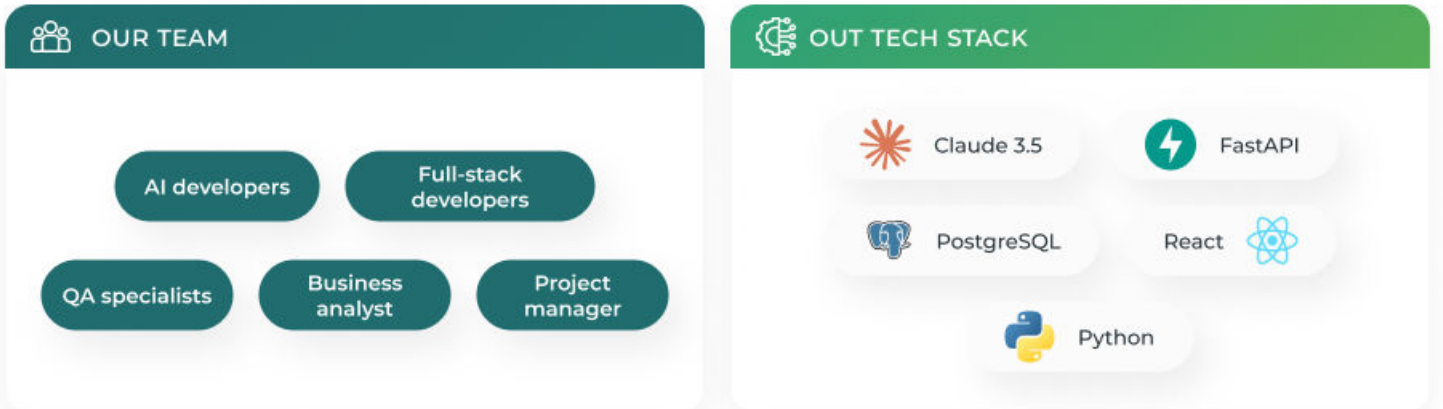 OUR TEAM
AI developers
Full-stack
developers
QA specialists
Business
analyst
Project
manager
OUT TECH STACK
Claude 3.5
FastAPI
PostgreSQL
React
Python